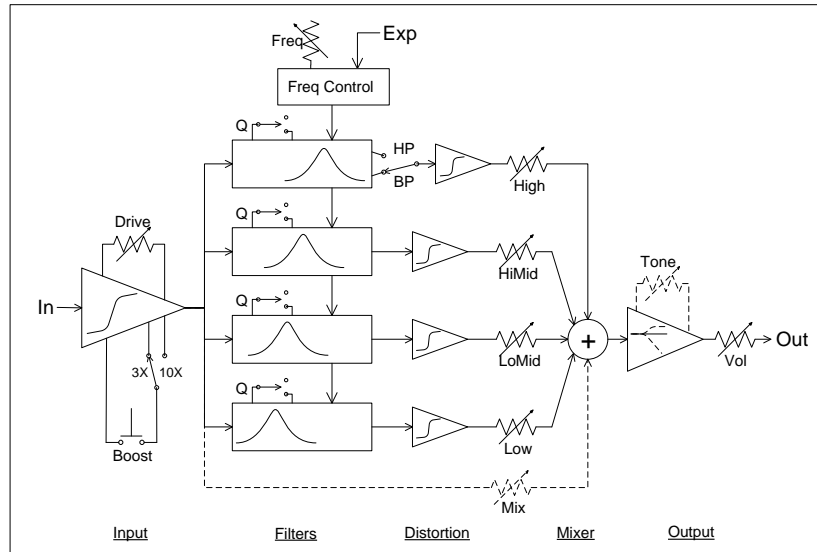 Freq
Exp
Freq Control
Q
HP
BP
High
Q
Drive
HiMid
Tone
In
Q
3X 10X
LoMid
+
Vol
Out
Q
Boost
Low
Mix
Input
Filters
Distortion
Mixer
Output